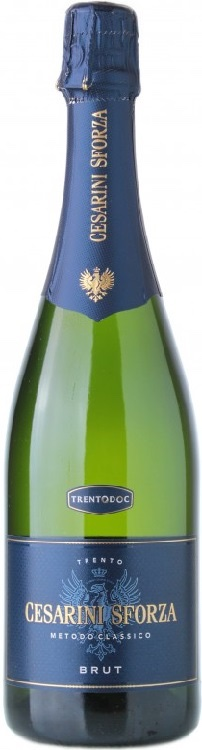 CESARINI SFORZA
TRENTODOC
TRENTO
CESARINI SFORZA
METODO CLASSICO
BRUT